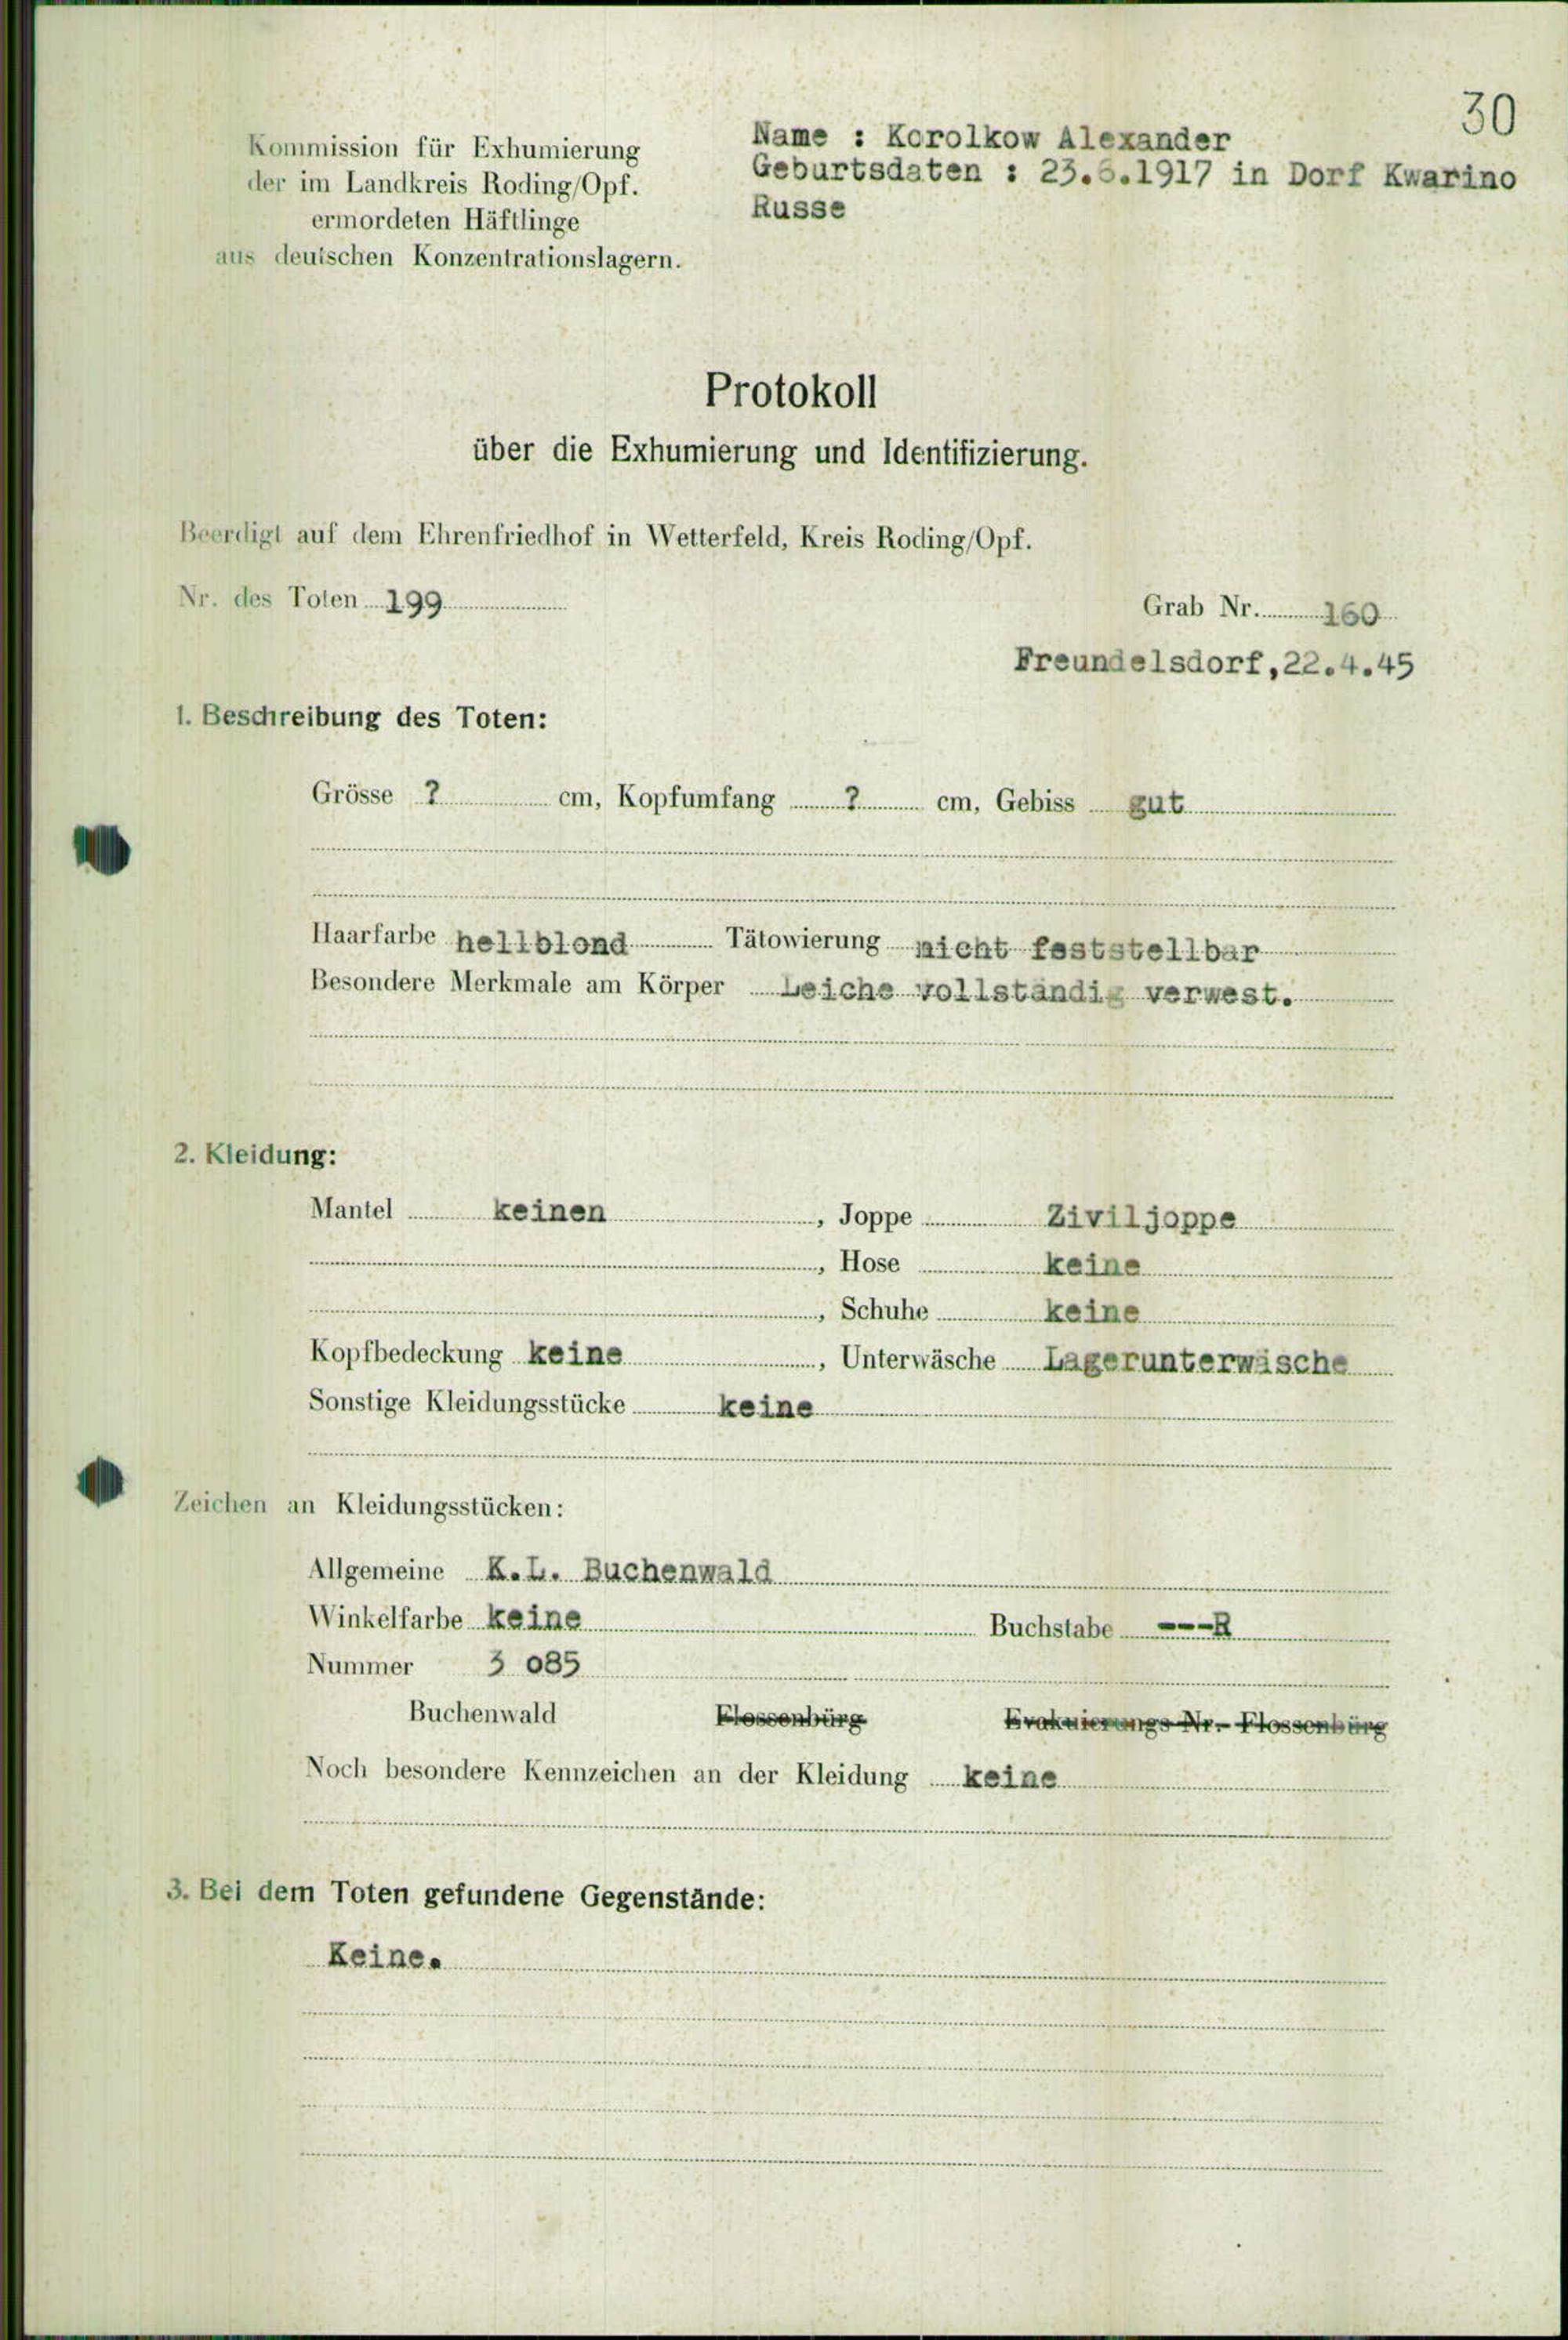 30
Kommission für Exhumierung
der im Landkreis Roding/Opf.
ermordeten Häftlinge
aus deutschen Konzentrationslagern.
Name : Korolkow Alexander
Geburtsdaten : 1917 in Dorf Kwarino
Russe
Protokoll
über die Exhumierung und Identifizierung.
Beerdigt auf dem Ehrenfriedhof in Wetterfeld, Kreis Roding/Opf.
Nr. des Toten 199
Grab Nr. 160
Freundelsdorf,22.4.45
1. Beschreibung des Toten:
Grösse ? cm, Kopfumfang ? cm, Gebiss gut
Haarfarbe hellblond Tätowierung nicht feststellbar
Besondere Merkmale am Körper Leiche vollständig verwest.
2. Kleidung:
Mantel keinen, Joppe Ziviljoppe
, Hose keine
, Schuhe keine
Kopfbedeckung keine, Unterwäsche Lagerunterwäsche
Sonstige Kleidungsstücke keine
Zeichen an Kleidungsstücken:
Allgemeine K.L. Buchenwald
Winkelfarbe keine Buchstabe ---R
Nummer 3 085
Buchenwald Flossenbürg Nr. Flossenbürg
Noch besondere Kennzeichen an der Kleidung keine
3. Bei dem Toten gefundene Gegenstände:
Keine.